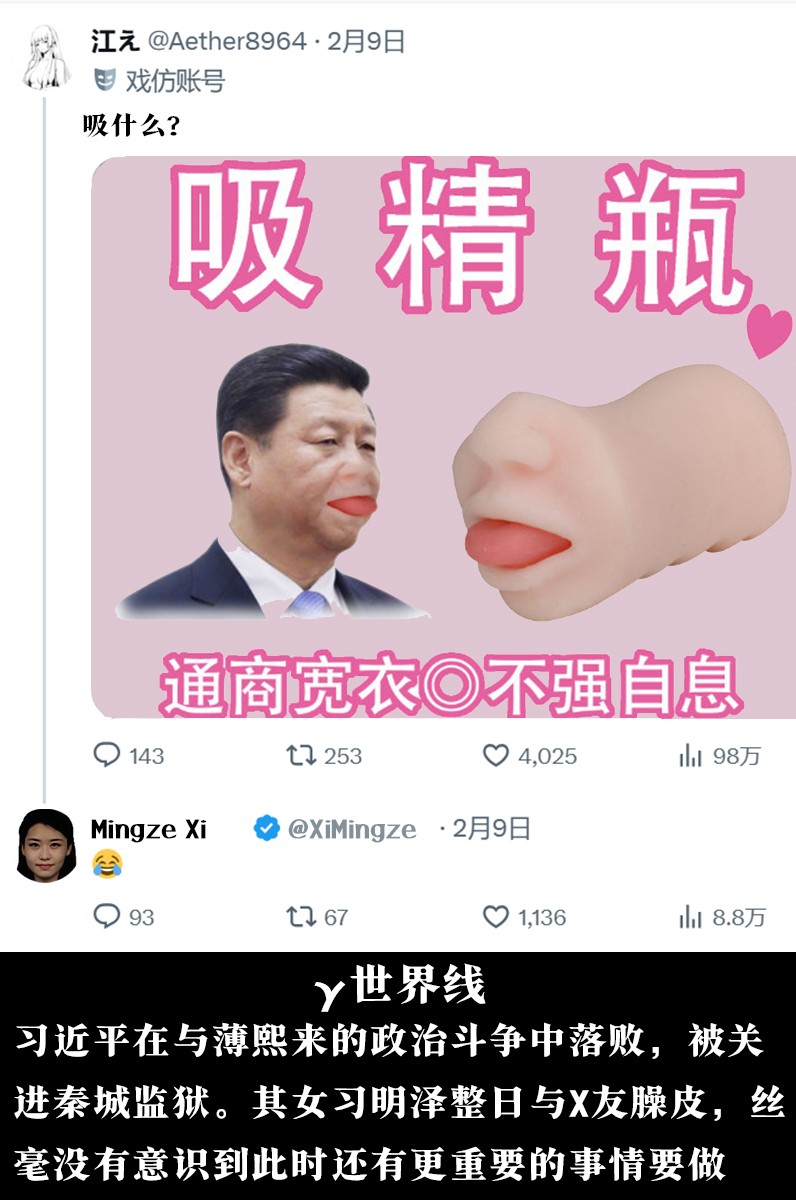 江え @Aether8964 · 2月9日
戏仿账号
吸什么?
吸精瓶
通商宽衣◎不强自息
143 253 4,025 98万
Mingze Xi @XiMingze · 2月9日
😂
93 67 1,136 8.8万
γ世界线
习近平在与薄熙来的政治斗争中落败，被关
进秦城监狱。其女习明泽整日与X友臊皮，丝
毫没有意识到此时还有更重要的事情要做